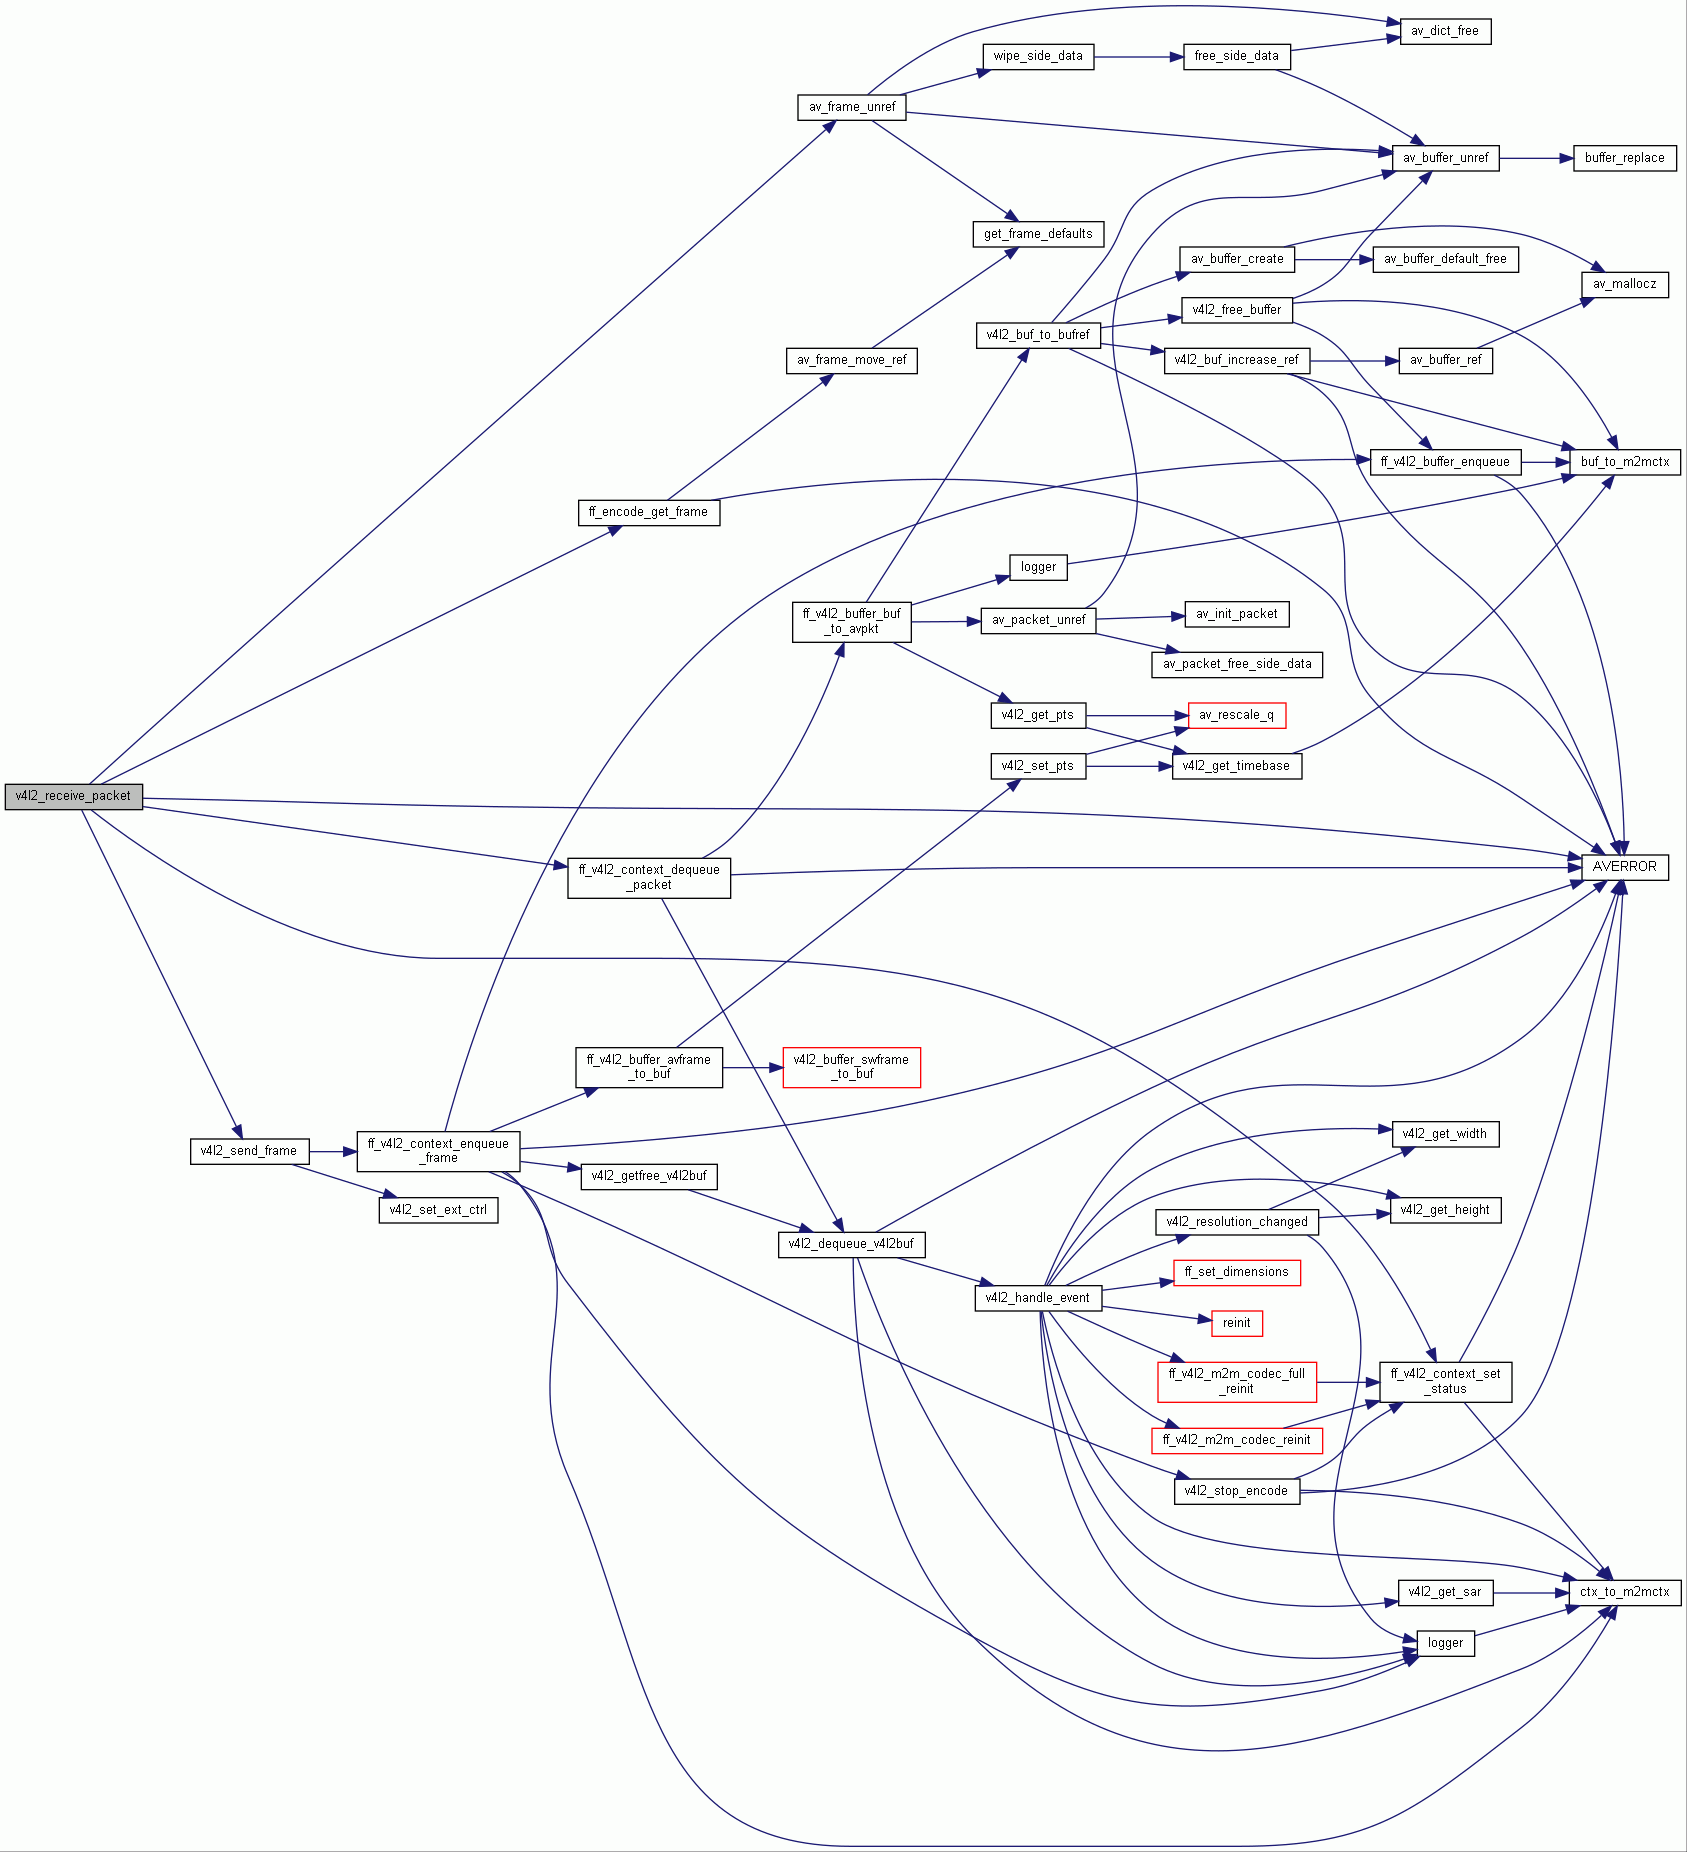 av_dict_free
wipe_side_data
free_side_data
av_frame_unref
av_buffer_unref
buffer_replace
get_frame_defaults
av_buffer_create
av_buffer_default_free
av_mallocz
v4l2_free_buffer
v4l2_buf_to_bufref
av_frame_move_ref
v4l2_buf_increase_ref
av_buffer_ref
ff_v4l2_buffer_enqueue
buf_to_m2mctx
ff_encode_get_frame
logger
ff_v4l2_buffer_buf
_to_avpkt
av_packet_unref
av_init_packet
av_packet_free_side_data
v4l2_get_pts
av_rescale_q
v4l2_set_pts
v4l2_get_timebase
v4l2_receive_packet
ff_v4l2_context_dequeue
_packet
AVERROR
ff_v4l2_buffer_avframe
_to_buf
v4l2_buffer_swframe
_to_buf
v4l2_send_frame
ff_v4l2_context_enqueue
_frame
v4l2_get_width
v4l2_getfree_v4l2buf
v4l2_set_ext_ctrl
v4l2_get_height
v4l2_resolution_changed
v4l2_dequeue_v4l2buf
ff_set_dimensions
v4l2_handle_event
reinit
ff_v4l2_m2m_codec_full
_reinit
ff_v4l2_context_set
_status
ff_v4l2_m2m_codec_reinit
v4l2_stop_encode
v4l2_get_sar
ctx_to_m2mctx
logger